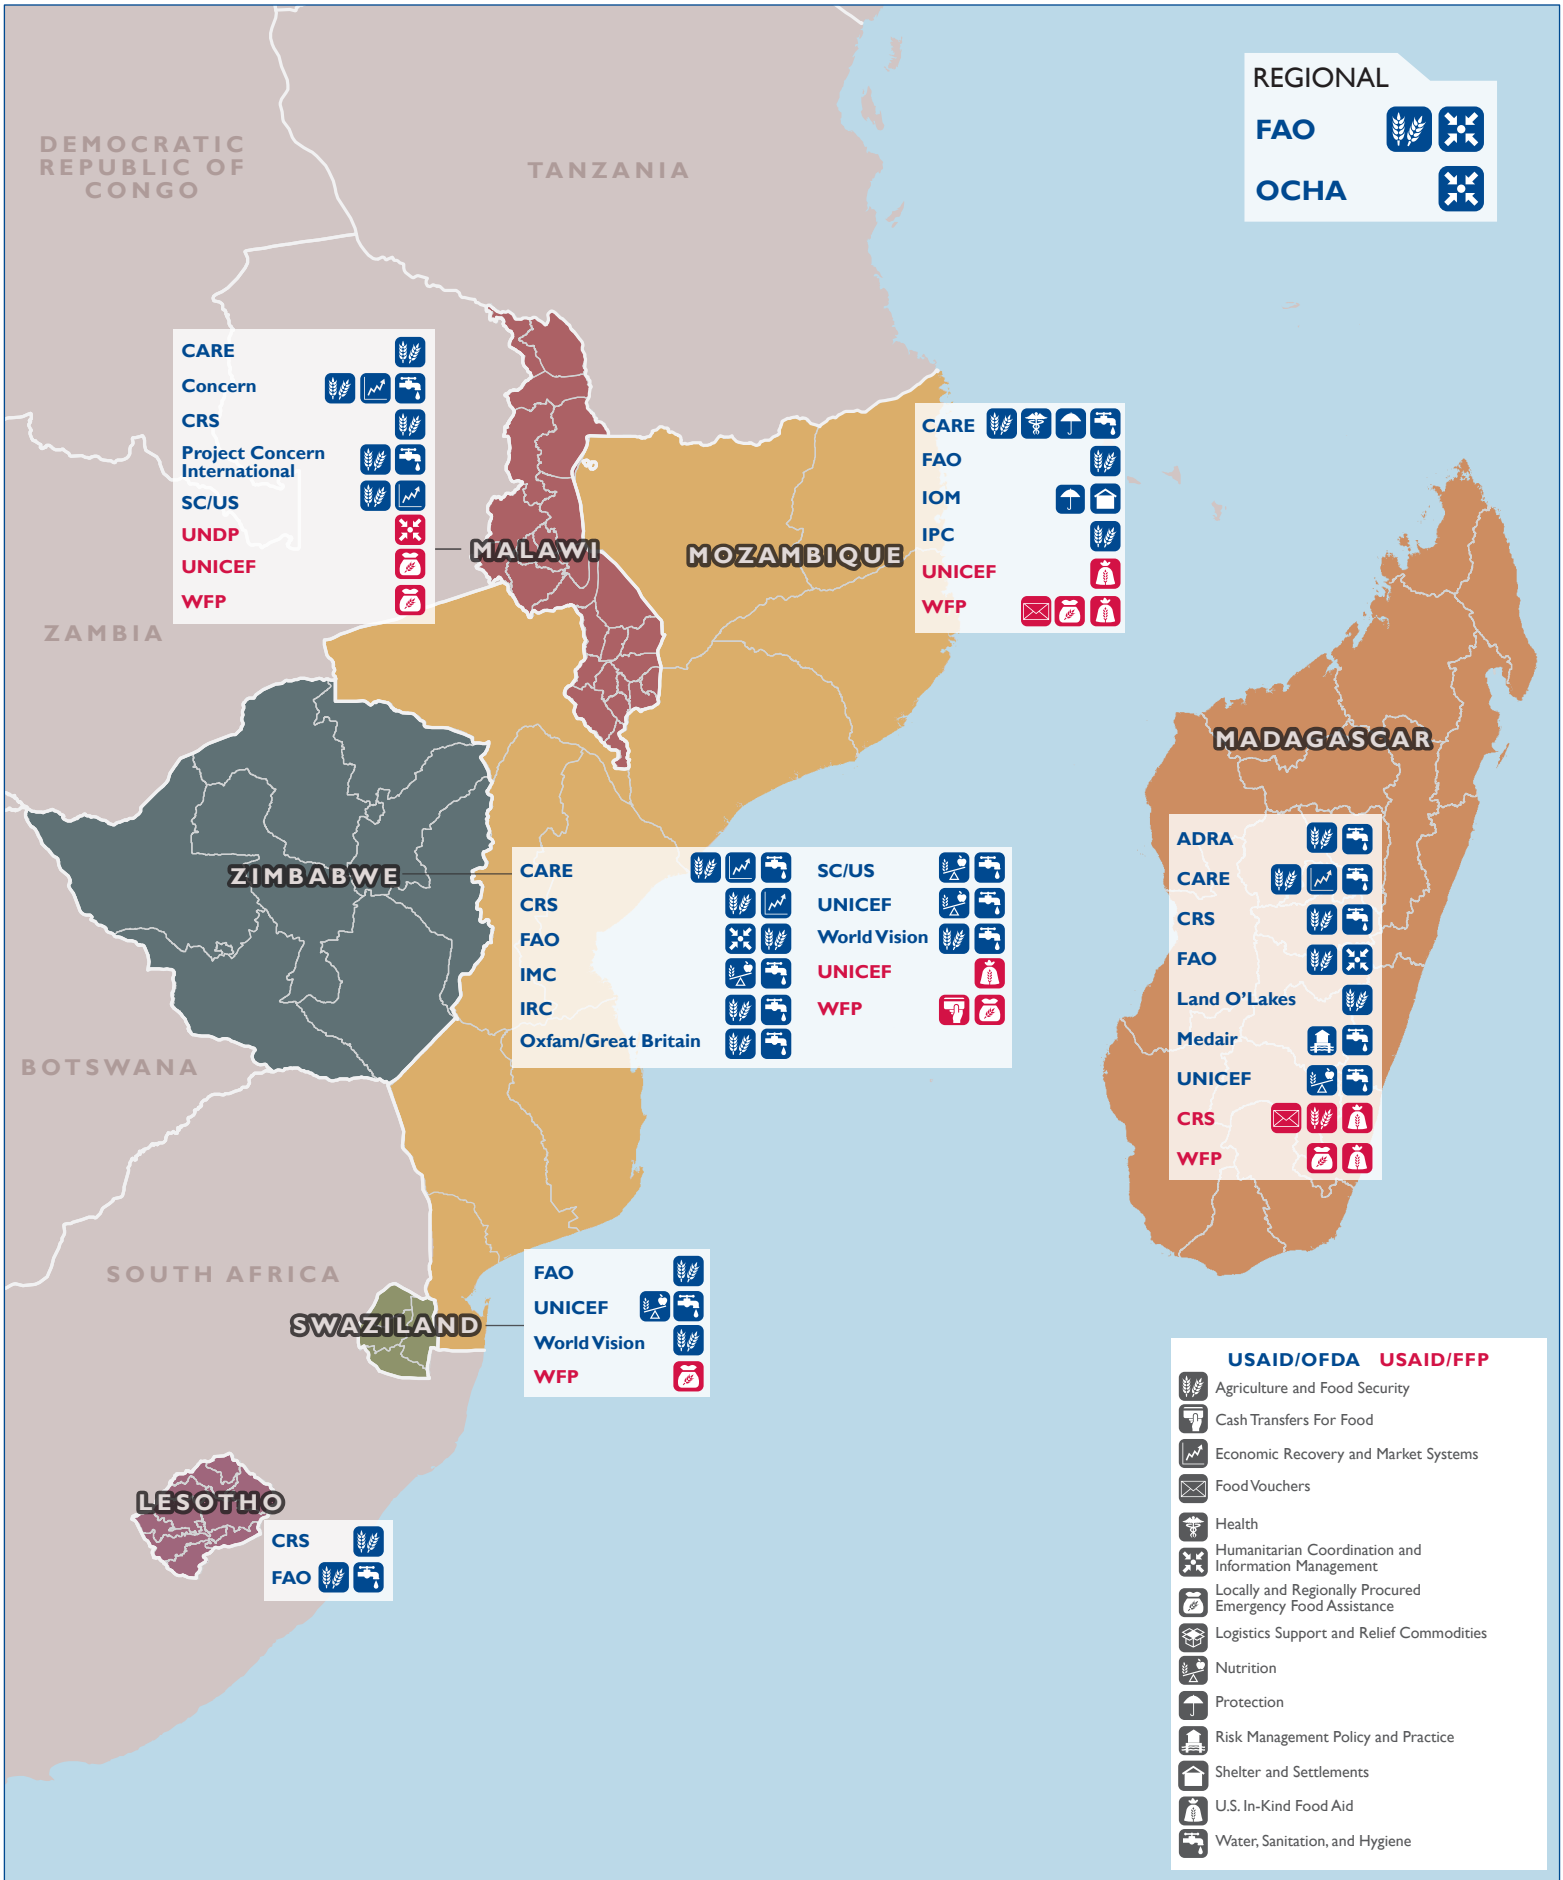 REGIONAL
FAO
OCHA
DEMOCRATIC
REPUBLIC OF
CONGO
TANZANIA
CARE
Concern
CRS
Project Concern
International
SC/US
UNDP
UNICEF
WFP
MALAWI
MOZAMBIQUE
CARE
FAO
IOM
IPC
UNICEF
WFP
ZAMBIA
MADAGASCAR
ADRA
CARE
CRS
FAO
Land O'Lakes
Medair
UNICEF
CRS
WFP
ZIMBABWE
CARE
CRS
FAO
IMC
IRC
Oxfam/Great Britain
SC/US
UNICEF
World Vision
UNICEF
WFP
BOTSWANA
SOUTH AFRICA
SWAZILAND
FAO
UNICEF
World Vision
WFP
LESOTHO
CRS
FAO
USAID/OFDA USAID/FFP
Agriculture and Food Security
Cash Transfers For Food
Economic Recovery and Market Systems
Food Vouchers
Health
Humanitarian Coordination and
Information Management
Locally and Regionally Procured
Emergency Food Assistance
Logistics Support and Relief Commodities
Nutrition
Protection
Risk Management Policy and Practice
Shelter and Settlements
U.S. In-Kind Food Aid
Water, Sanitation, and Hygiene